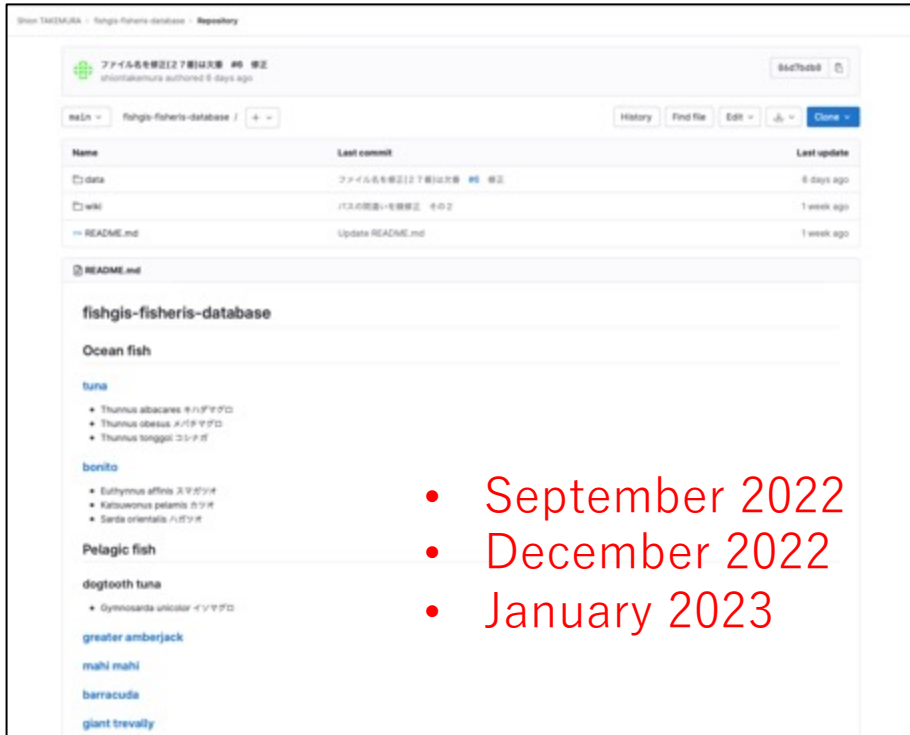 Shion TAKEMURA › fishgis-fisheris-database › Repository
ファイル名を修正(27番)は欠番 #6 修正
shiontakemura authored 6 days ago
86d7bdb0
main
fishgis-fisheris-database / +
History Find file Edit Clone
Name Last commit Last update
data ファイル名を修正(27番)は欠番 #6 修正 6 days ago
wiki パスの間違いを微修正 その2 1 week ago
README.md Update README.md 1 week ago
README.md
fishgis-fisheris-database
Ocean fish
tuna
• Thunnus albacares キハダマグロ
• Thunnus obesus メバチマグロ
• Thunnus tonggol コシナガ
bonito
• Euthynnus affinis スマガツオ
• Katsuwonus pelamis カツオ
• Sarda orientalis ハガツオ
Pelagic fish
dogtooth tuna
• Gymnosarda unicolor イソマグロ
greater amberjack
mahi mahi
barracuda
giant trevally
• September 2022
• December 2022
• January 2023